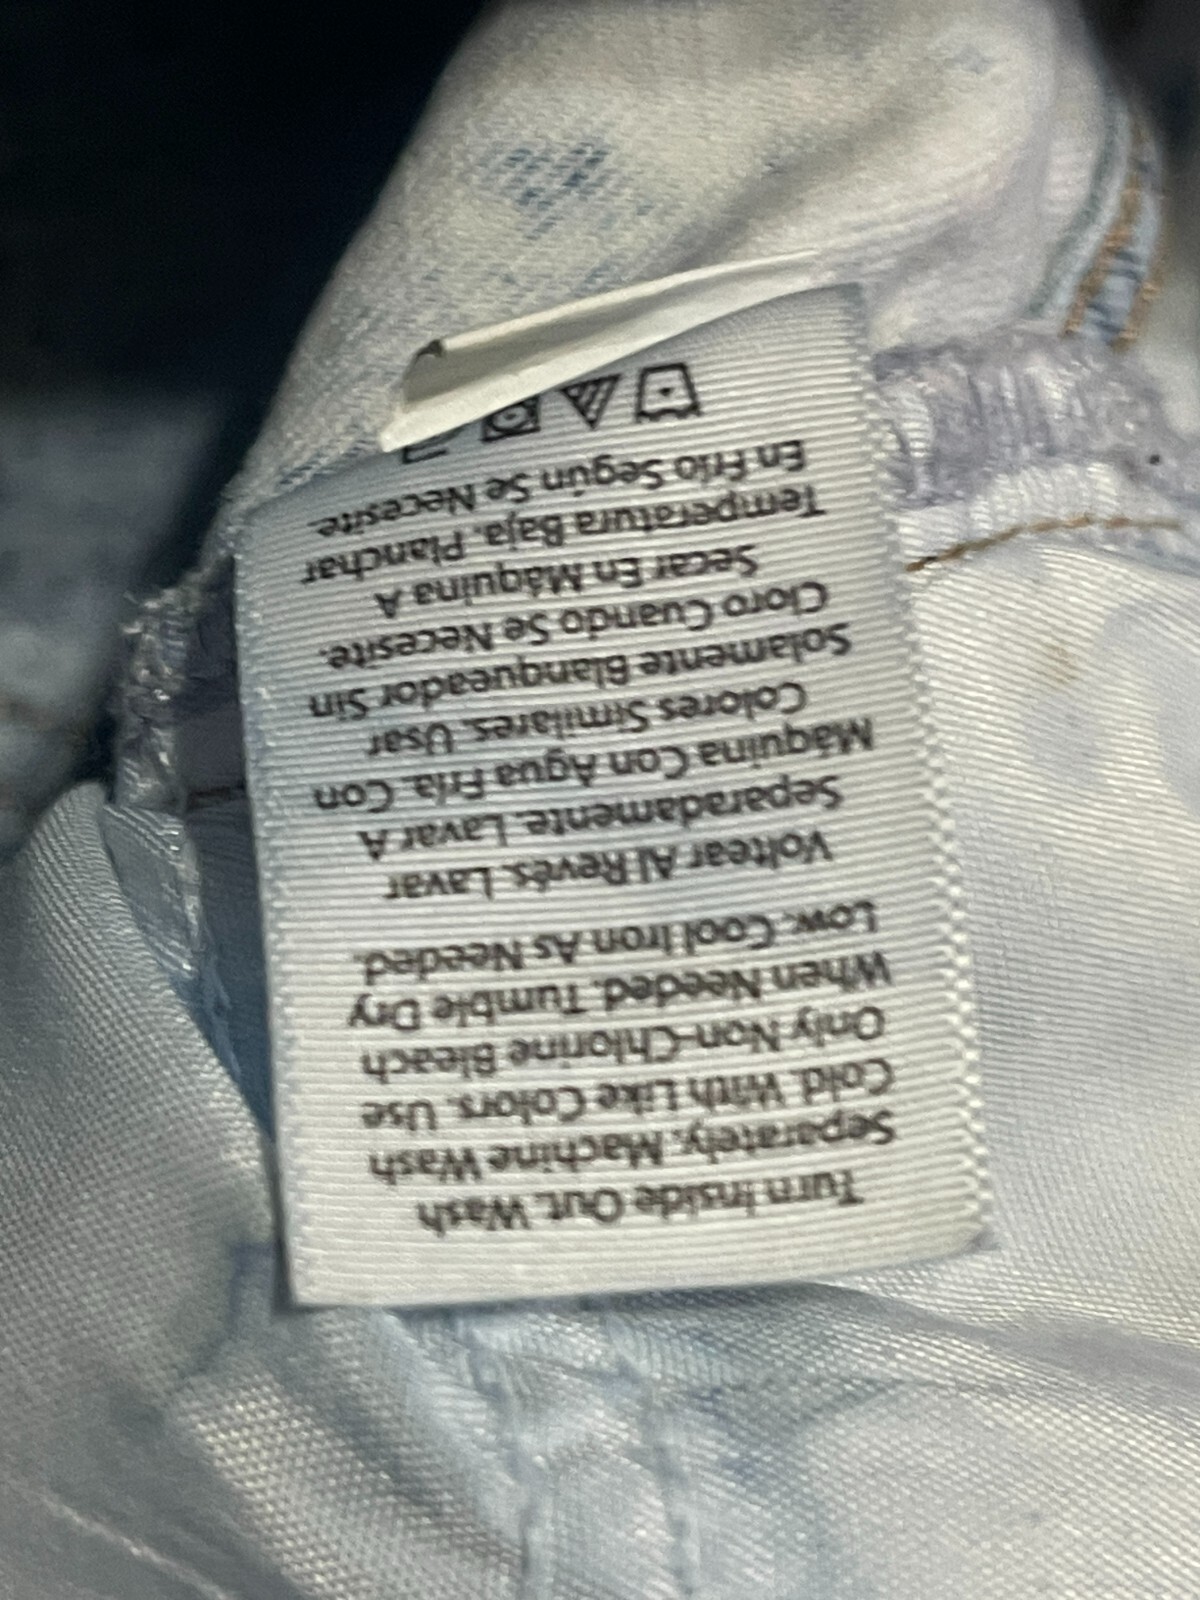 Turn Inside Out. Wash
Separately. Machine Wash
Cold. With Like Colors. Use
Only Non-Chlorine Bleach
When Needed. Tumble Dry
Low. Cool Iron As Needed.
Voltear Al Revés. Lavar
Separadamente. Lavar A
Máquina Con Agua Fría. Con
Colores Similares. Usar
Solamente Blanqueador Sin
Cloro Cuando Se Necesite.
Secar En Máquina A
Temperatura Baja. Planchar
En Frío Según Se Necesite.